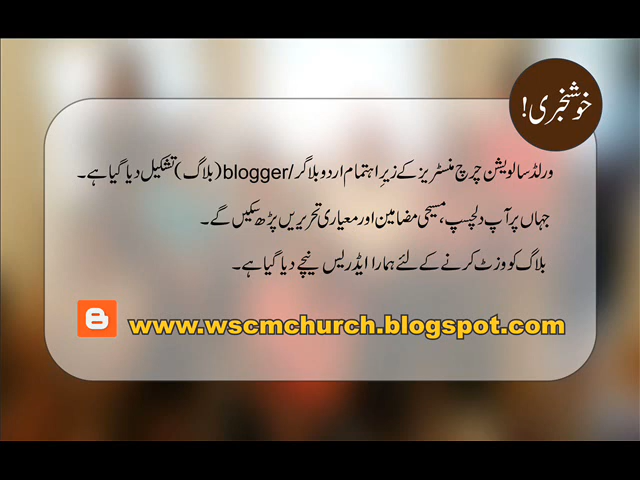 خوشخبری!
ورلڈ سالویشن چرچ منسٹریز کے زیرِ اہتمام اردو بلاگر/blogger (بلاگ) تشکیل دیا گیا ہے۔
جہاں پر آپ دلچسپ، مسیحی مضامین اور معیاری تحریریں پڑھ سکیں گے۔
بلاگ کو وزٹ کرنے کے لئے ہمارا ایڈریس نیچے دیا گیا ہے۔
www.wscmchurch.blogspot.com